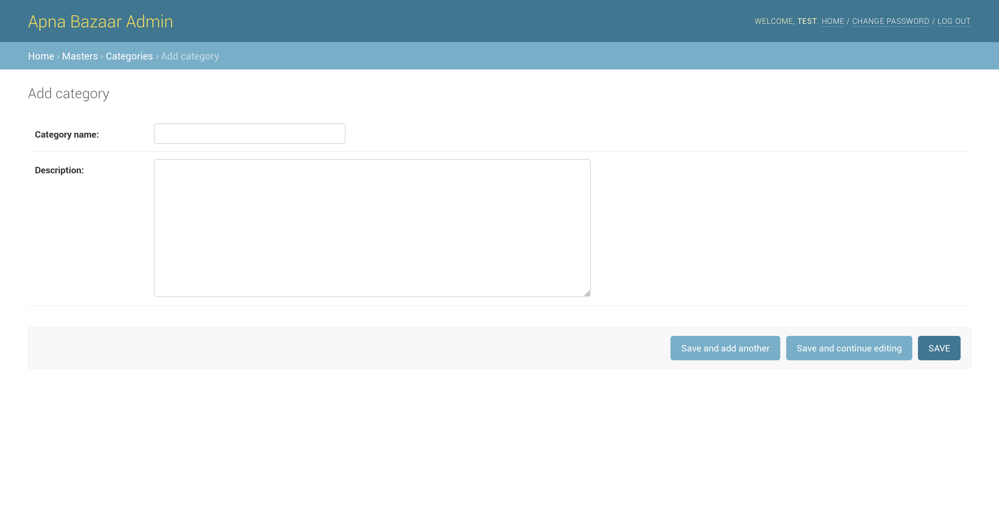 Apna Bazaar Admin
WELCOME, TEST. HOME / CHANGE PASSWORD / LOG OUT
Home › Masters › Categories › Add category
Add category
Category name:
Description:
Save and add another
Save and continue editing
SAVE